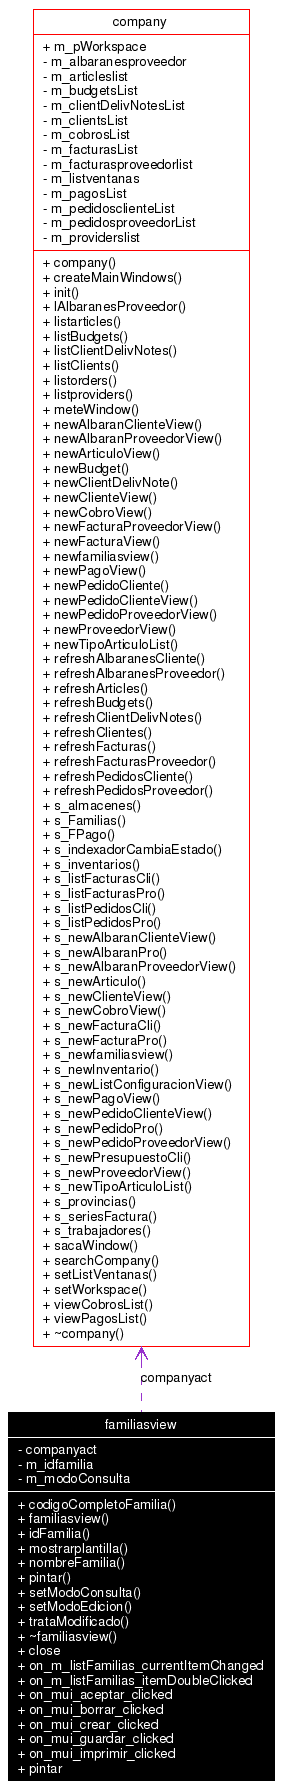 company
+ m_pWorkspace
- m_albaranesproveedor
- m_articleslist
- m_budgetsList
- m_clientDelivNotesList
- m_clientsList
- m_cobrosList
- m_facturasList
- m_facturasproveedorlist
- m_listventanas
- m_pagosList
- m_pedidosclienteList
- m_pedidosproveedorList
- m_providerslist
+ company()
+ createMainWindows()
+ init()
+ lAlbaranesProveedor()
+ listarticles()
+ listBudgets()
+ listClientDelivNotes()
+ listClients()
+ listorders()
+ listproviders()
+ meteWindow()
+ newAlbaranClienteView()
+ newAlbaranProveedorView()
+ newArticuloView()
+ newBudget()
+ newClientDelivNote()
+ newClienteView()
+ newCobroView()
+ newFacturaProveedorView()
+ newFacturaView()
+ newfamiliasview()
+ newPagoView()
+ newPedidoCliente()
+ newPedidoClienteView()
+ newPedidoProveedorView()
+ newProveedorView()
+ newTipoArticuloList()
+ refreshAlbaranesCliente()
+ refreshAlbaranesProveedor()
+ refreshArticles()
+ refreshBudgets()
+ refreshClientDelivNotes()
+ refreshClientes()
+ refreshFacturas()
+ refreshFacturasProveedor()
+ refreshPedidosCliente()
+ refreshPedidosProveedor()
+ s_almacenes()
+ s_Familias()
+ s_FPago()
+ s_indexadorCambiaEstado()
+ s_inventarios()
+ s_listFacturasCli()
+ s_listFacturasPro()
+ s_listPedidosCli()
+ s_listPedidosPro()
+ s_newAlbaranClienteView()
+ s_newAlbaranPro()
+ s_newAlbaranProveedorView()
+ s_newArticulo()
+ s_newClienteView()
+ s_newCobroView()
+ s_newFacturaCli()
+ s_newFacturaPro()
+ s_newfamiliasview()
+ s_newInventario()
+ s_newListConfiguracionView()
+ s_newPagoView()
+ s_newPedidoClienteView()
+ s_newPedidoPro()
+ s_newPedidoProveedorView()
+ s_newPresupuestoCli()
+ s_newProveedorView()
+ s_newTipoArticuloList()
+ s_provincias()
+ s_seriesFactura()
+ s_trabajadores()
+ sacaWindow()
+ searchCompany()
+ setListVentanas()
+ setWorkspace()
+ viewCobrosList()
+ viewPagosList()
+ ~company()
companyact
familiasview
- companyact
- m_idfamilia
- m_modoConsulta
+ codigoCompletoFamilia()
+ familiasview()
+ idFamilia()
+ mostrarplantilla()
+ nombreFamilia()
+ pintar()
+ setModoConsulta()
+ setModoEdicion()
+ trataModificado()
+ ~familiasview()
+ close
+ on_m_listFamilias_currentItemChanged
+ on_m_listFamilias_itemDoubleClicked
+ on_mui_aceptar_clicked
+ on_mui_borrar_clicked
+ on_mui_crear_clicked
+ on_mui_guardar_clicked
+ on_mui_imprimir_clicked
+ pintar